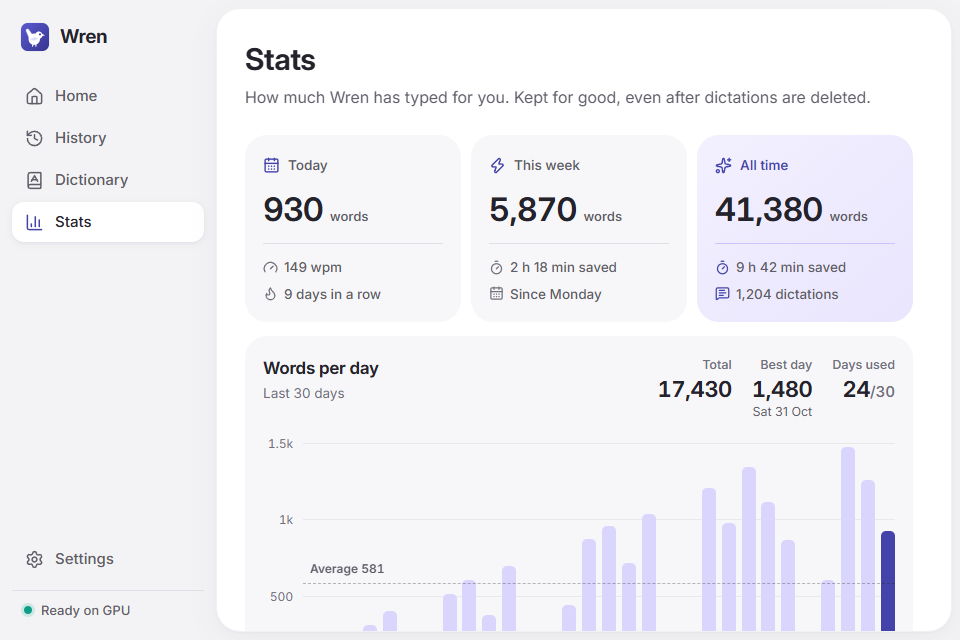 Wren
Home
History
Dictionary
Stats
Settings
Ready on GPU
Stats
How much Wren has typed for you. Kept for good, even after dictations are deleted.
Today
930 words
149 wpm
9 days in a row
This week
5,870 words
2 h 18 min saved
Since Monday
All time
41,380 words
9 h 42 min saved
1,204 dictations
Words per day
Last 30 days
Total
17,430
Best day
1,480
Sat 31 Oct
Days used
24/30
1.5k
1k
Average 581
500